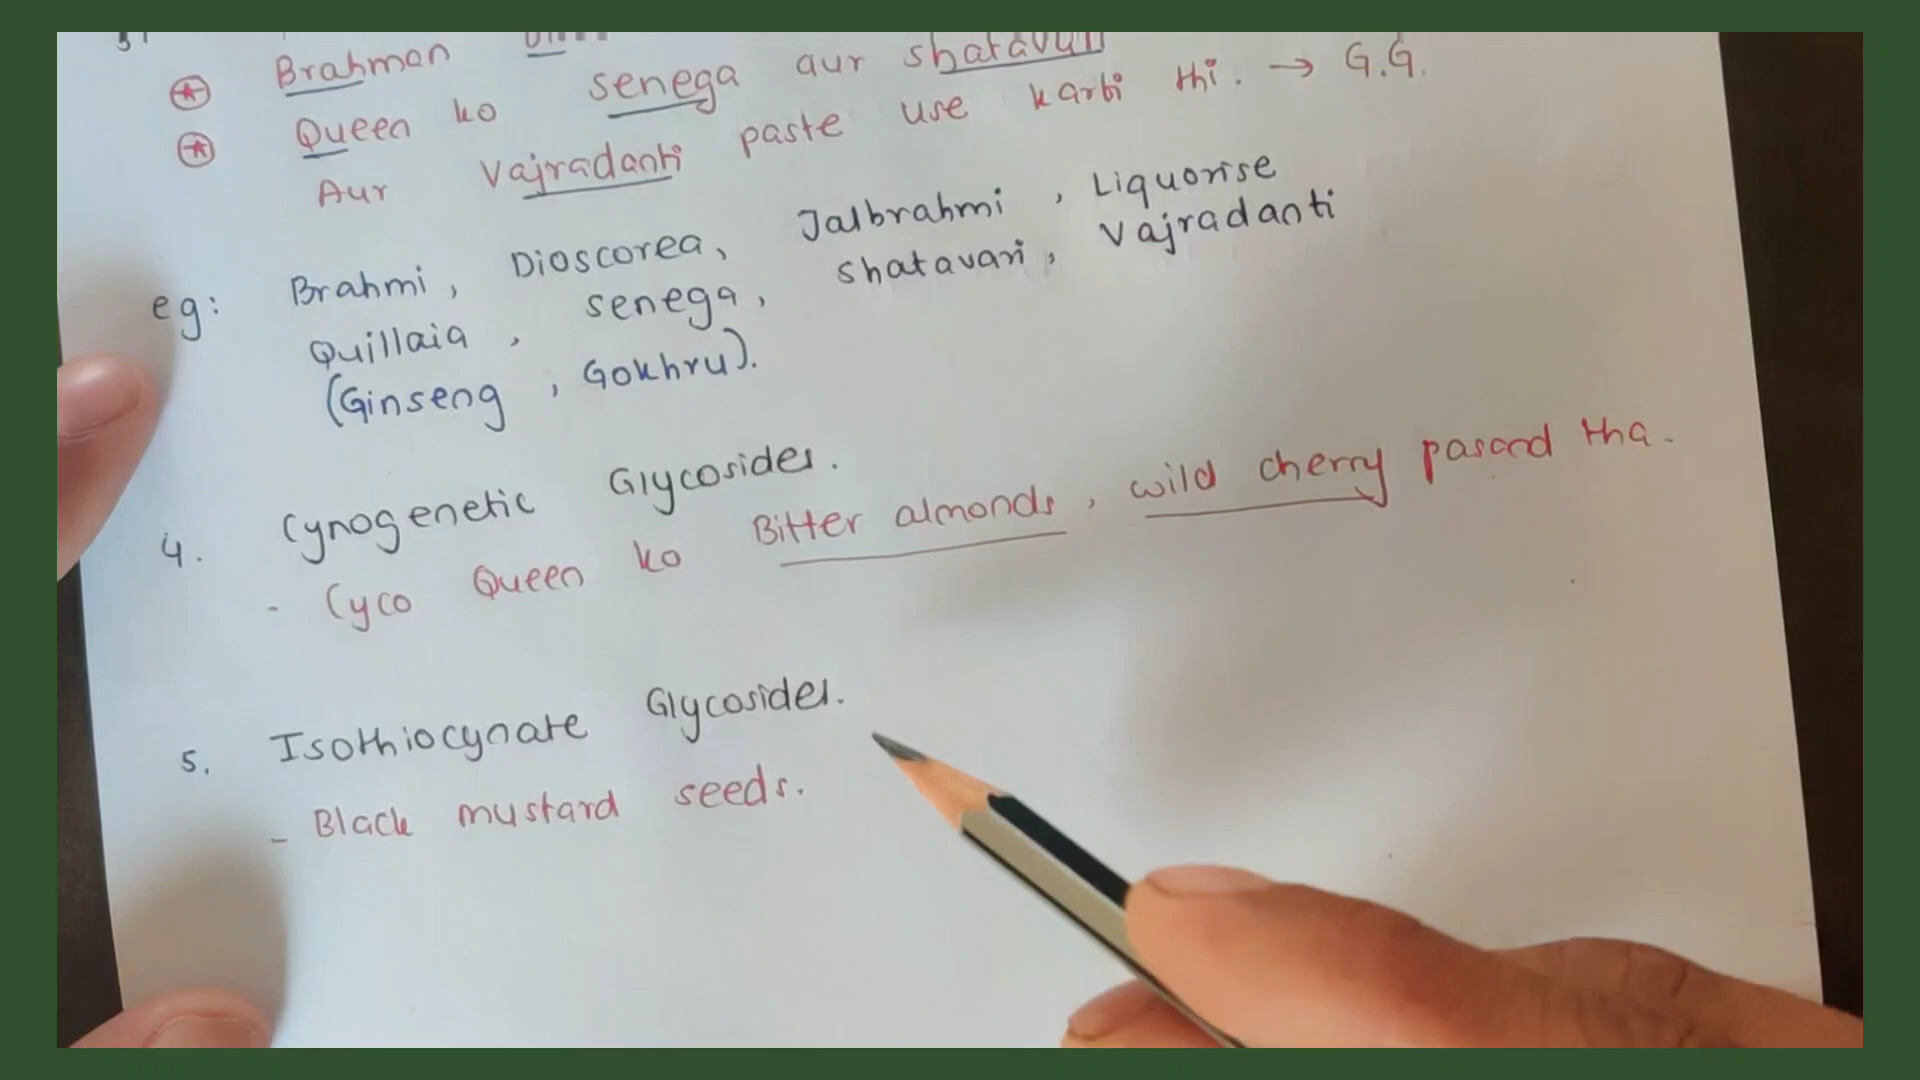 Brahman
Queen ko senega aur shatavari
Aur Vajradanti paste use karti thi. → G.G.
eg: Brahmi, Dioscorea, Jalbrahmi, Liquorise
Quillaia, senega, shatavari, Vajradanti
(Ginseng, Gokhru).
4. Cynogenetic Glycosides.
- Cyco Queen ko Bitter almonds, wild cherry pasand tha.
5. Isothiocynate Glycosides.
- Black mustard seeds.